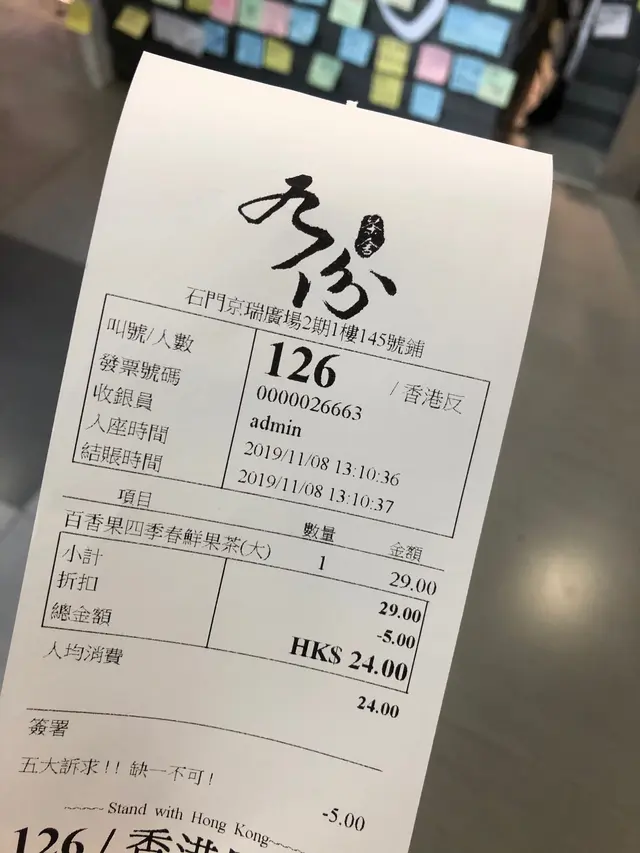 九份
茶舍
石門京瑞廣場2期1樓145號鋪
叫號/人數 126 / 香港反
發票號碼 0000026663
收銀員 admin
入座時間 2019/11/08 13:10:36
結賬時間 2019/11/08 13:10:37
項目 數量 金額
百香果四季春鮮果茶(大) 1 29.00
小計 29.00
折扣 -5.00
總金額 HK$ 24.00
人均消費 24.00
簽署
五大訴求!! 缺一不可! -5.00
~~~~Stand with Hong Kong~~~~
126 / 香港